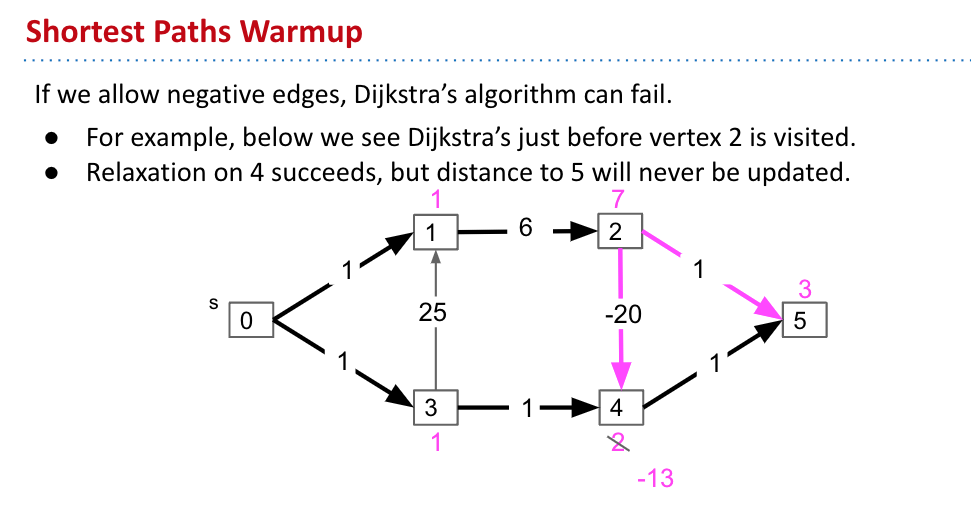 Shortest Paths Warmup
If we allow negative edges, Dijkstra's algorithm can fail.
● For example, below we see Dijkstra's just before vertex 2 is visited.
● Relaxation on 4 succeeds, but distance to 5 will never be updated.
1 7
1 6 2
1 1
s 3
0 25 -20 5
1 1
3 1 4
1 2
-13